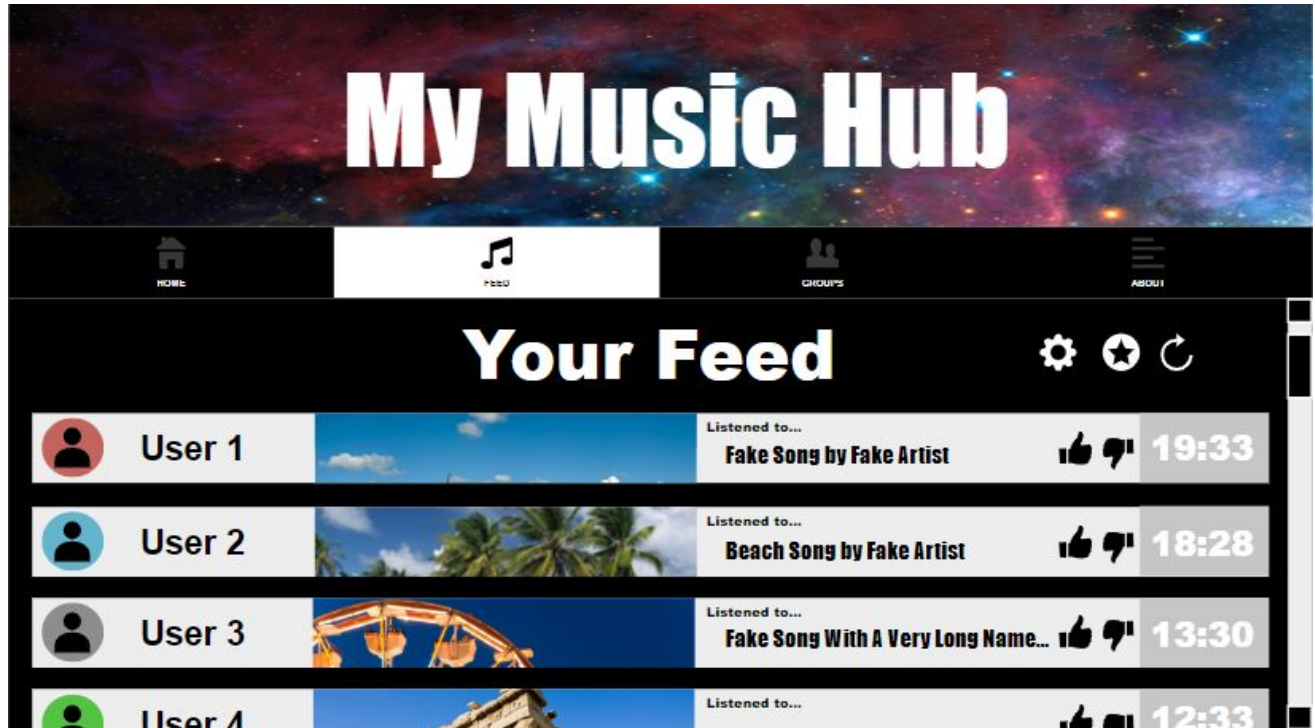 My Music Hub
HOME
FEED
GROUPS
ABOUT
Your Feed
User 1
Listened to...
Fake Song by Fake Artist
19:33
User 2
Listened to...
Beach Song by Fake Artist
18:28
User 3
Listened to...
Fake Song With A Very Long Name...
13:30
User 4
Listened to...
12:33